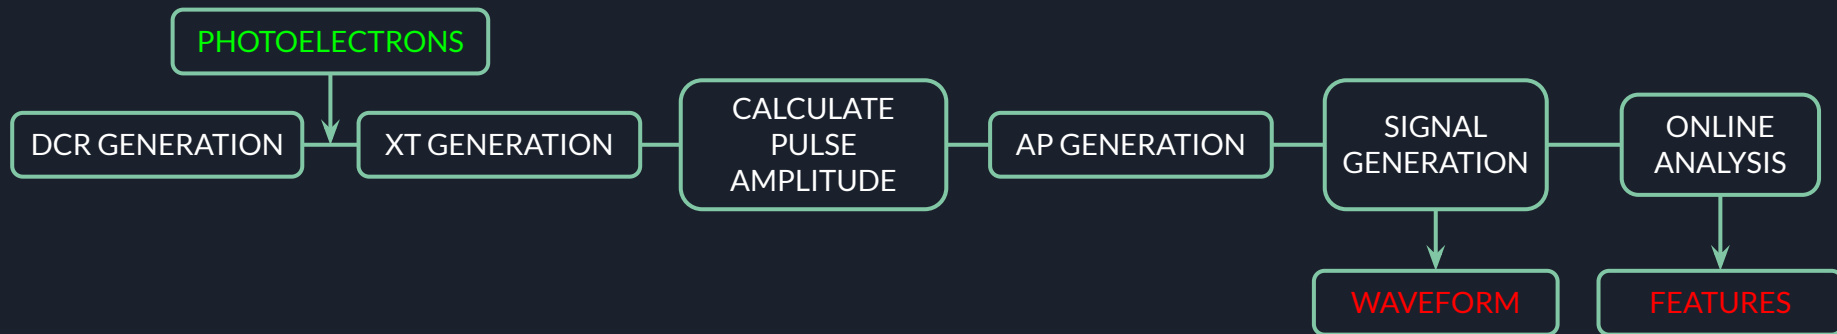 PHOTOELECTRONS
DCR GENERATION
XT GENERATION
CALCULATE
PULSE
AMPLITUDE
AP GENERATION
SIGNAL
GENERATION
ONLINE
ANALYSIS
WAVEFORM
FEATURES